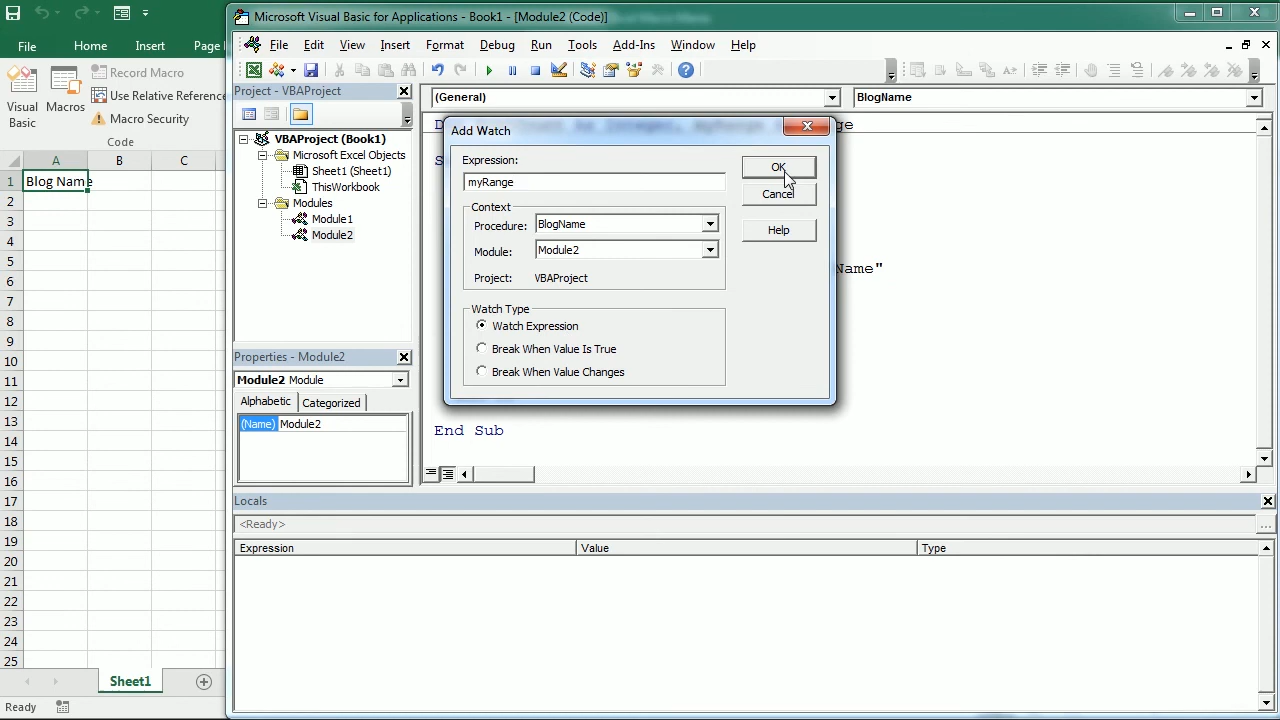 File
Home
Insert
Page
Visual
Basic
Macros
Record Macro
Use Relative Reference
Macro Security
Code
A
B
C
1
Blog Name
2
3
4
5
6
7
8
9
10
11
12
13
14
15
16
17
18
19
20
21
22
23
24
25
Sheet1
Ready
Microsoft Visual Basic for Applications - Book1 - [Module2 (Code)]
File Edit View Insert Format Debug Run Tools Add-Ins Window Help
Project - VBAProject
VBAProject (Book1)
Microsoft Excel Objects
Sheet1 (Sheet1)
ThisWorkbook
Modules
Module1
Module2
Properties - Module2
Module2 Module
Alphabetic Categorized
(Name) Module2
(General) BlogName
Add Watch
Expression:
myRange
OK
Cancel
Help
Context
Procedure: BlogName
Module: Module2
Project: VBAProject
Watch Type
Watch Expression
Break When Value Is True
Break When Value Changes
Name"
End Sub
Locals
<Ready>
Expression Value Type